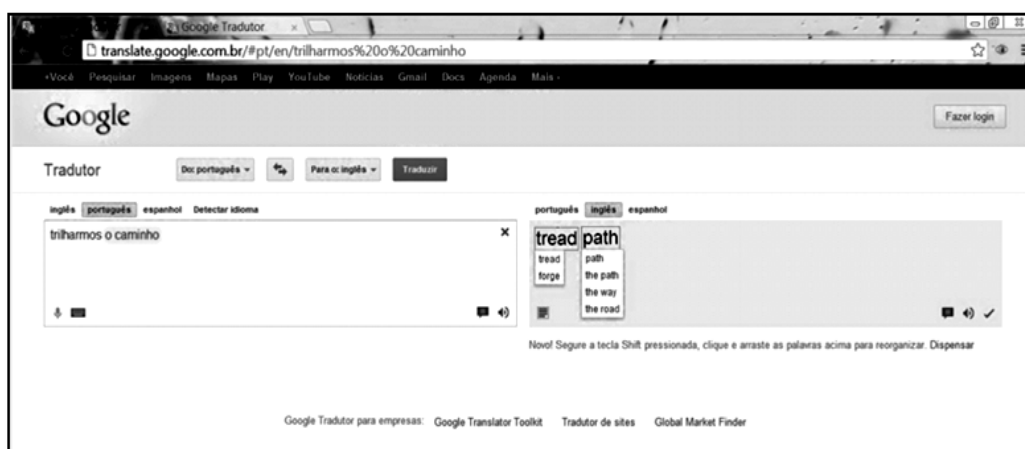 Google Tradutor ×
translate.google.com.br/#pt/en/trilharmos%20o%20caminho
+Você Pesquisar Imagens Mapas Play YouTube Notícias Gmail Docs Agenda Mais
Google Fazer login
Tradutor Do: português Para o: inglês Traduzir
inglês português espanhol Detectar idioma
trilharmos o caminho ×
português inglês espanhol
tread path
tread path
forge the path
the way
the road
Novo! Segure a tecla Shift pressionada, clique e arraste as palavras acima para reorganizar. Dispensar
Google Tradutor para empresas: Google Translator Toolkit Tradutor de sites Global Market Finder